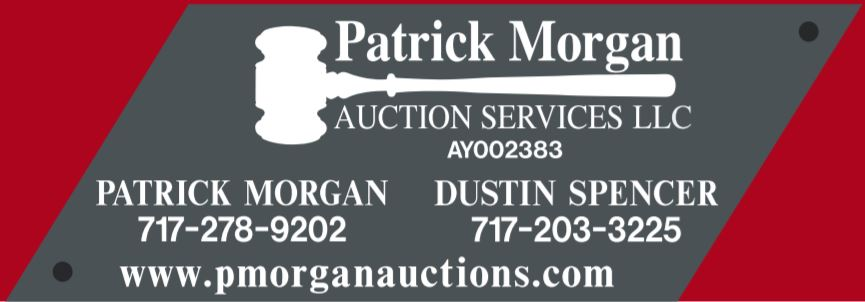 Patrick Morgan
AUCTION SERVICES LLC
AY002383
PATRICK MORGAN DUSTIN SPENCER
717-278-9202 717-203-3225
www.pmorganauctions.com